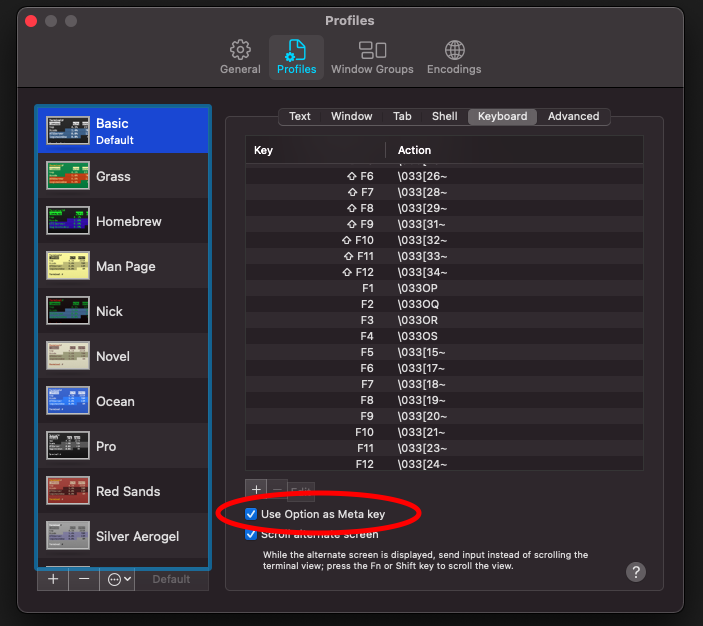 Profiles
General
Profiles
Window Groups
Encodings
Basic
Default
Grass
Homebrew
Man Page
Nick
Novel
Ocean
Pro
Red Sands
Silver Aerogel
+ − Default
Text Window Tab Shell Keyboard Advanced
Key Action
⇧ F6 \033[26~
⇧ F7 \033[28~
⇧ F8 \033[29~
⇧ F9 \033[31~
⇧ F10 \033[32~
⇧ F11 \033[33~
⇧ F12 \033[34~
F1 \033OP
F2 \033OQ
F3 \033OR
F4 \033OS
F5 \033[15~
F6 \033[17~
F7 \033[18~
F8 \033[19~
F9 \033[20~
F10 \033[21~
F11 \033[23~
F12 \033[24~
+ − Edit
Use Option as Meta key
Scroll alternate screen
While the alternate screen is displayed, send input instead of scrolling the
terminal view; press the Fn or Shift key to scroll the view.
?